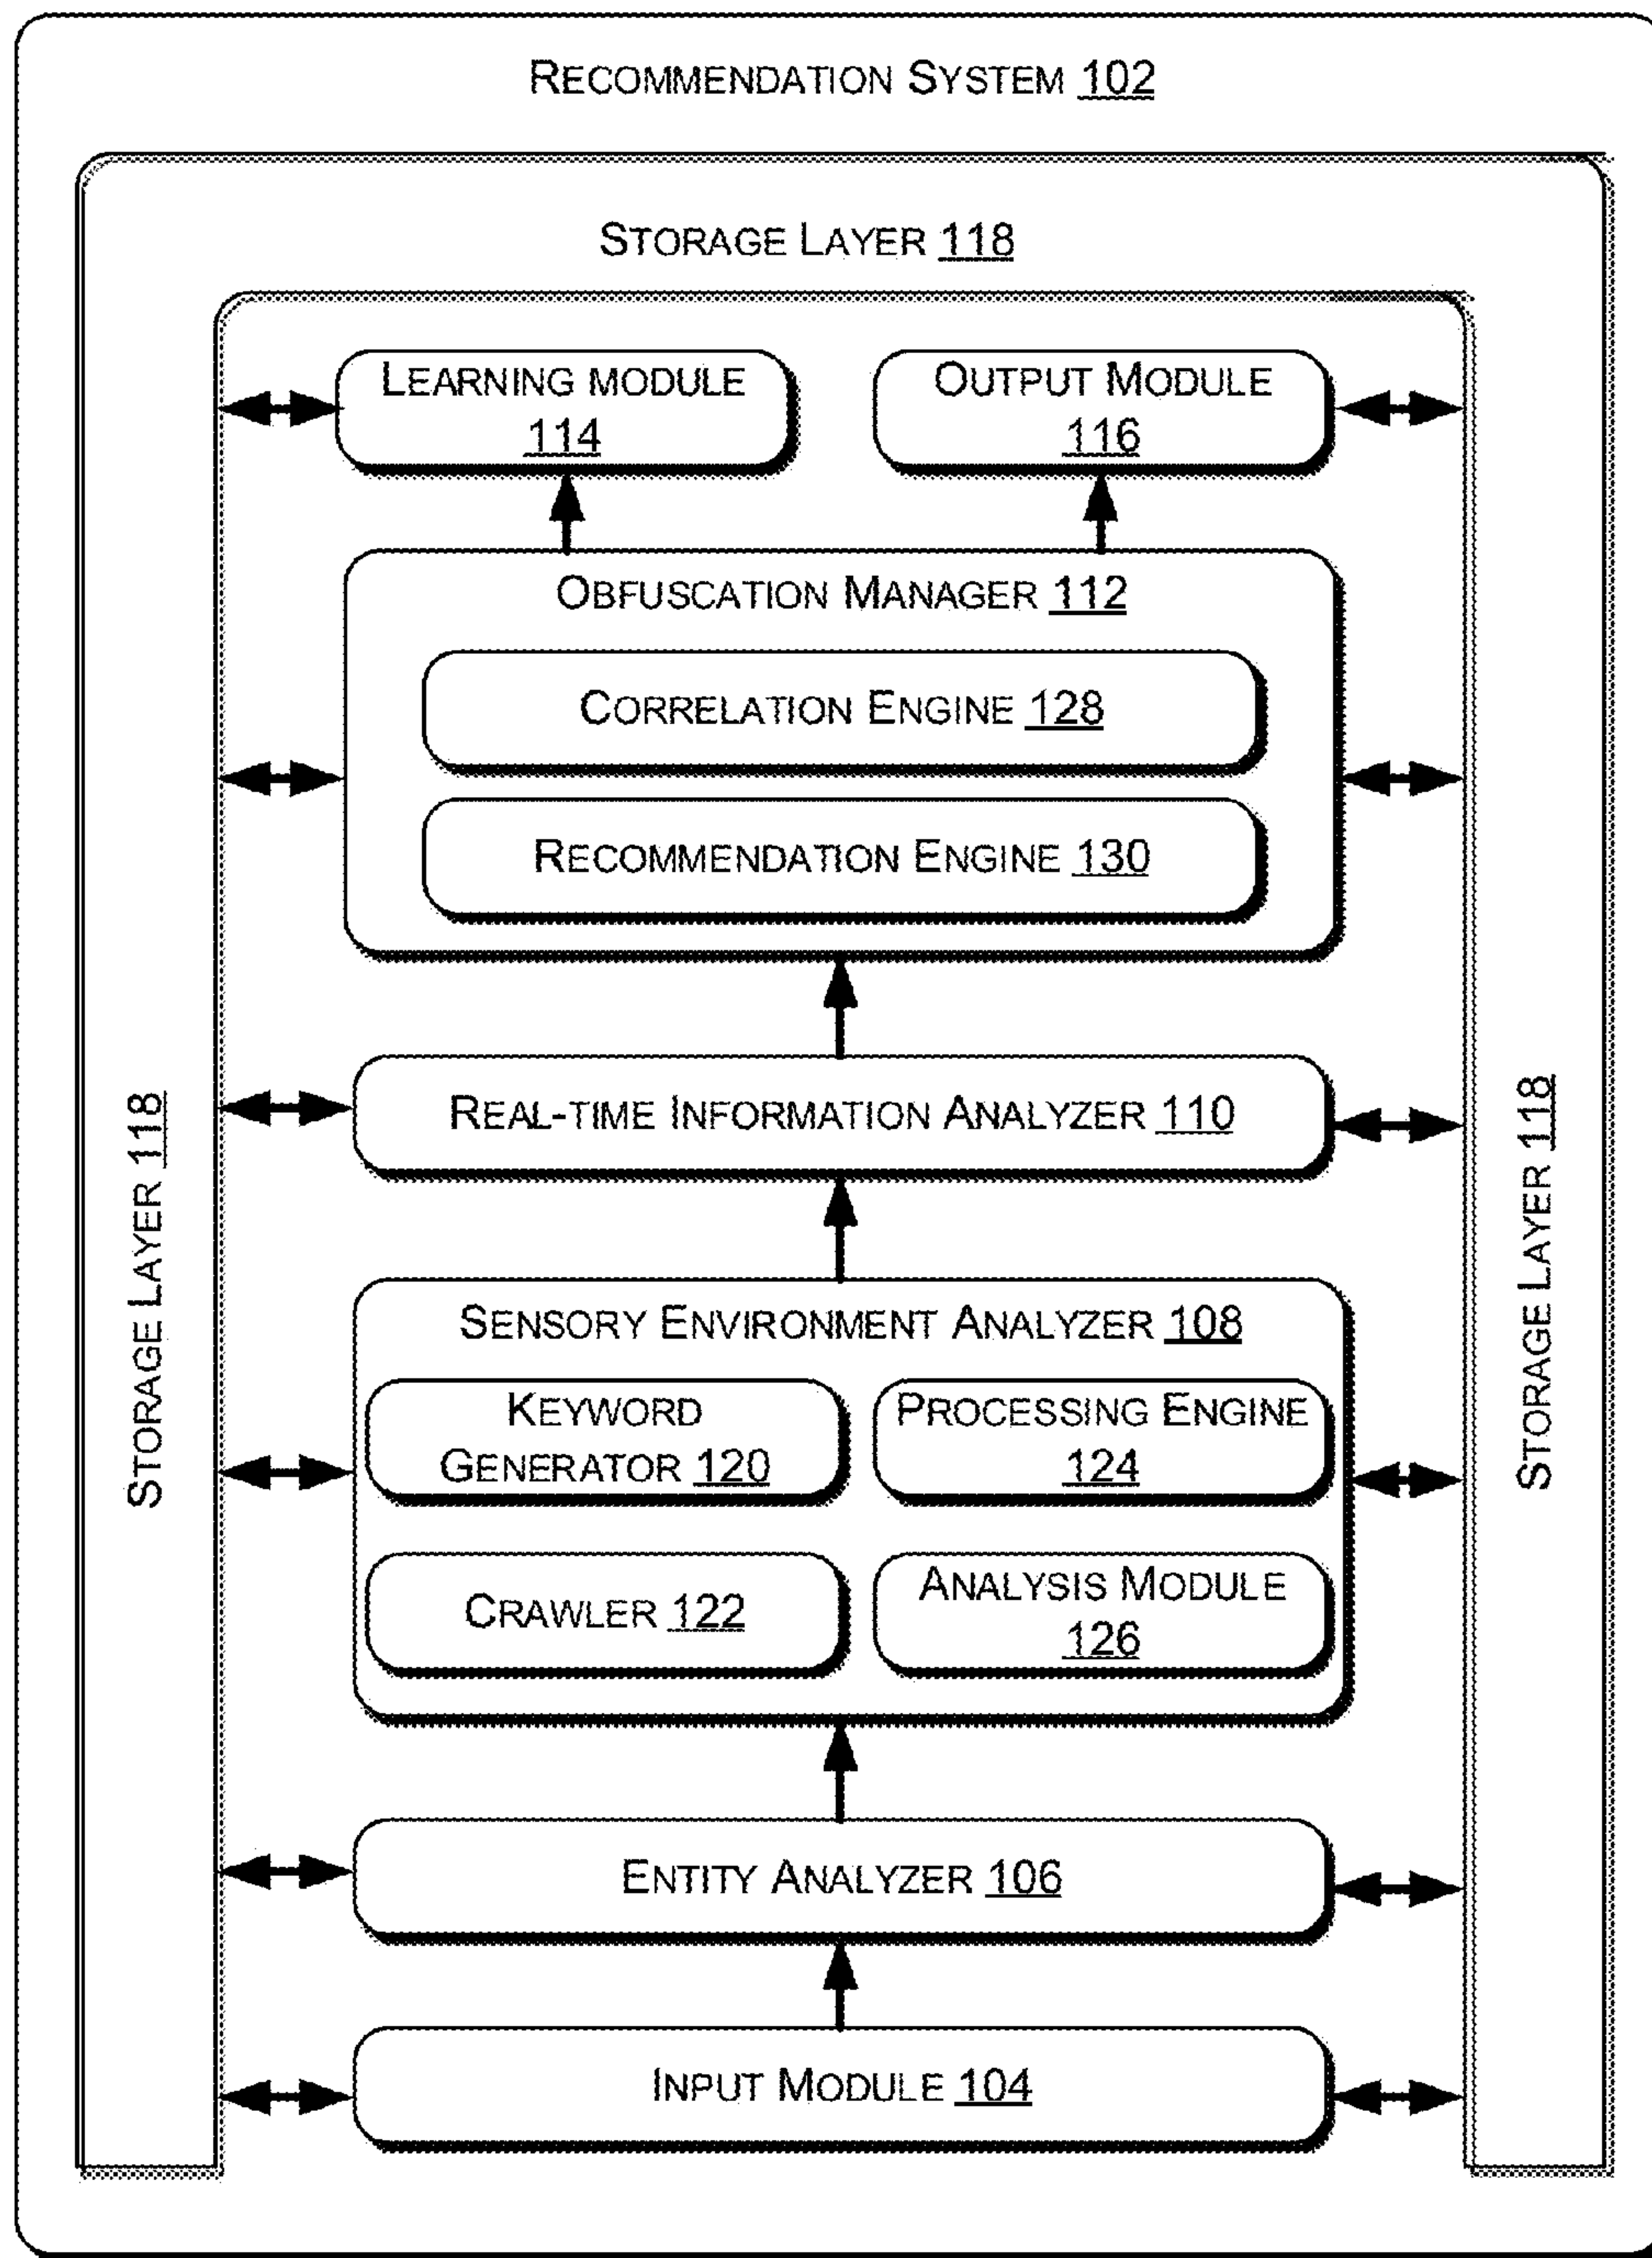 RECOMMENDATION SYSTEM 102
STORAGE LAYER 118
LEARNING MODULE
114
OUTPUT MODULE
116
OBFUSCATION MANAGER 112
CORRELATION ENGINE 128
RECOMMENDATION ENGINE 130
REAL-TIME INFORMATION ANALYZER 110
STORAGE LAYER 118
STORAGE LAYER 118
SENSORY ENVIRONMENT ANALYZER 108
KEYWORD
GENERATOR 120
PROCESSING ENGINE
124
CRAWLER 122
ANALYSIS MODULE
126
ENTITY ANALYZER 106
INPUT MODULE 104